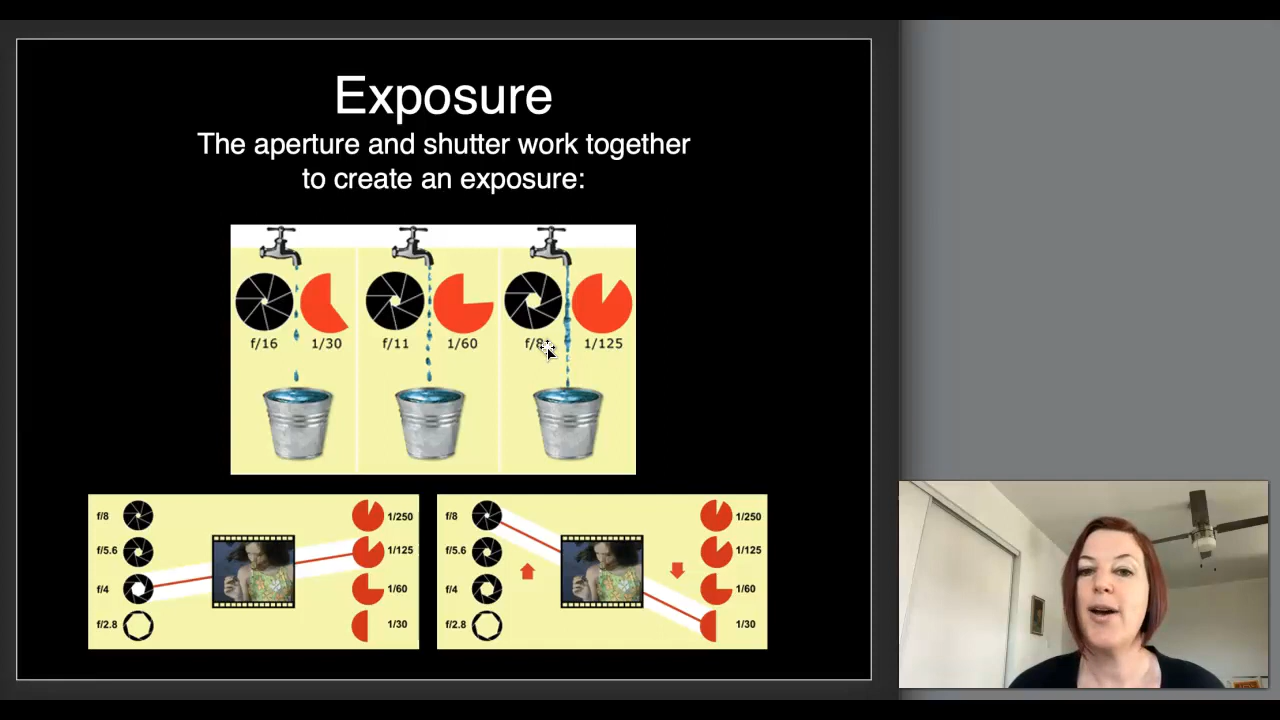 Exposure
The aperture and shutter work together
to create an exposure:
f/16 1/30 f/11 1/60 f/8 1/125
f/8 1/250
f/5.6 1/125
f/4 1/60
f/2.8 1/30
f/8 1/250
f/5.6 1/125
f/4 1/60
f/2.8 1/30